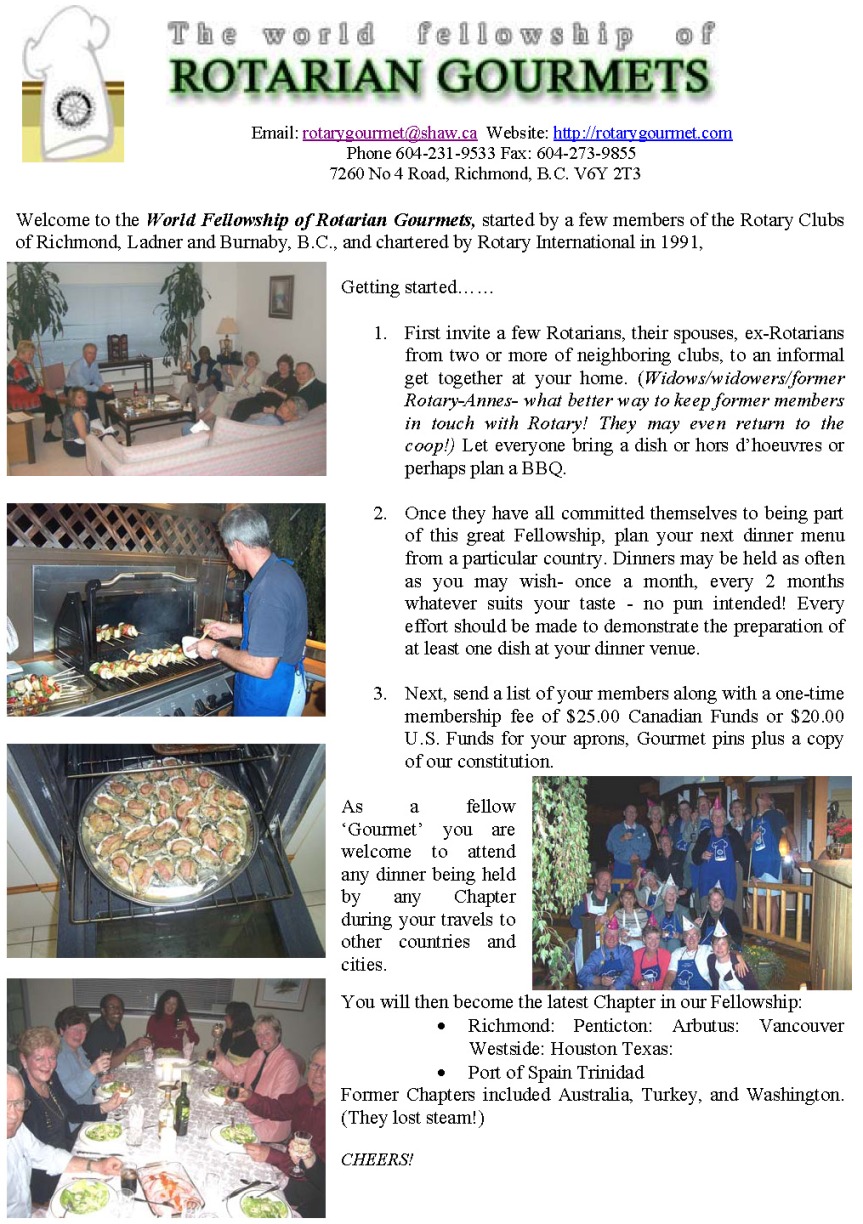 The world fellowship of
ROTARIAN GOURMETS
Email: rotarygourmet@shaw.ca Website: http://rotarygourmet.com
Phone 604-231-9533 Fax: 604-273-9855
7260 No 4 Road, Richmond, B.C. V6Y 2T3
Welcome to the World Fellowship of Rotarian Gourmets, started by a few members of the Rotary Clubs
of Richmond, Ladner and Burnaby, B.C., and chartered by Rotary International in 1991,
Getting started……
1. First invite a few Rotarians, their spouses, ex-Rotarians
from two or more of neighboring clubs, to an informal
get together at your home. (Widows/widowers/former
Rotary-Annes- what better way to keep former members
in touch with Rotary! They may even return to the
coop!) Let everyone bring a dish or hors d'hoeuvres or
perhaps plan a BBQ.
2. Once they have all committed themselves to being part
of this great Fellowship, plan your next dinner menu
from a particular country. Dinners may be held as often
as you may wish- once a month, every 2 months
whatever suits your taste - no pun intended! Every
effort should be made to demonstrate the preparation of
at least one dish at your dinner venue.
3. Next, send a list of your members along with a one-time
membership fee of $25.00 Canadian Funds or $20.00
U.S. Funds for your aprons, Gourmet pins plus a copy
of our constitution.
As a fellow
‘Gourmet’ you are
welcome to attend
any dinner being held
by any Chapter
during your travels to
other countries and
cities.
You will then become the latest Chapter in our Fellowship:
• Richmond: Penticton: Arbutus: Vancouver
Westside: Houston Texas:
• Port of Spain Trinidad
Former Chapters included Australia, Turkey, and Washington.
(They lost steam!)
CHEERS!